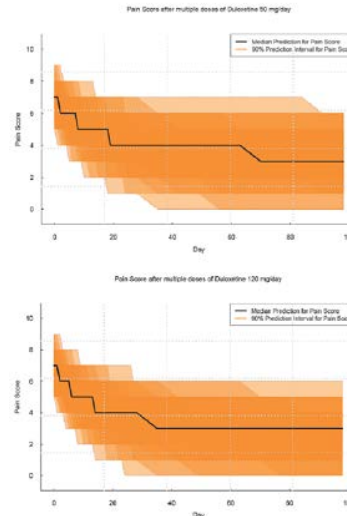 Pain Score after multiple doses of Duloxetine 60 mg/day
Median Prediction for Pain Score
90% Prediction Interval for Pain Sco
Pain Score
10
8
6
4
2
0
0
20
40
60
80
1
Day
Pain Score after multiple doses of Duloxetine 120 mg/day
Median Prediction for Pain Score
90% Prediction Interval for Pain Sco
Pain Score
10
8
6
4
2
0
0
20
40
60
80
1
Day